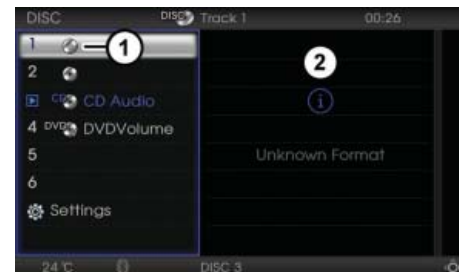 DISC DISC Track 1 00:26
1 1
2 2
CD CD Audio
4 DVD DVDVolume
5 Unknown Format
6
Settings
24°C DISC 3